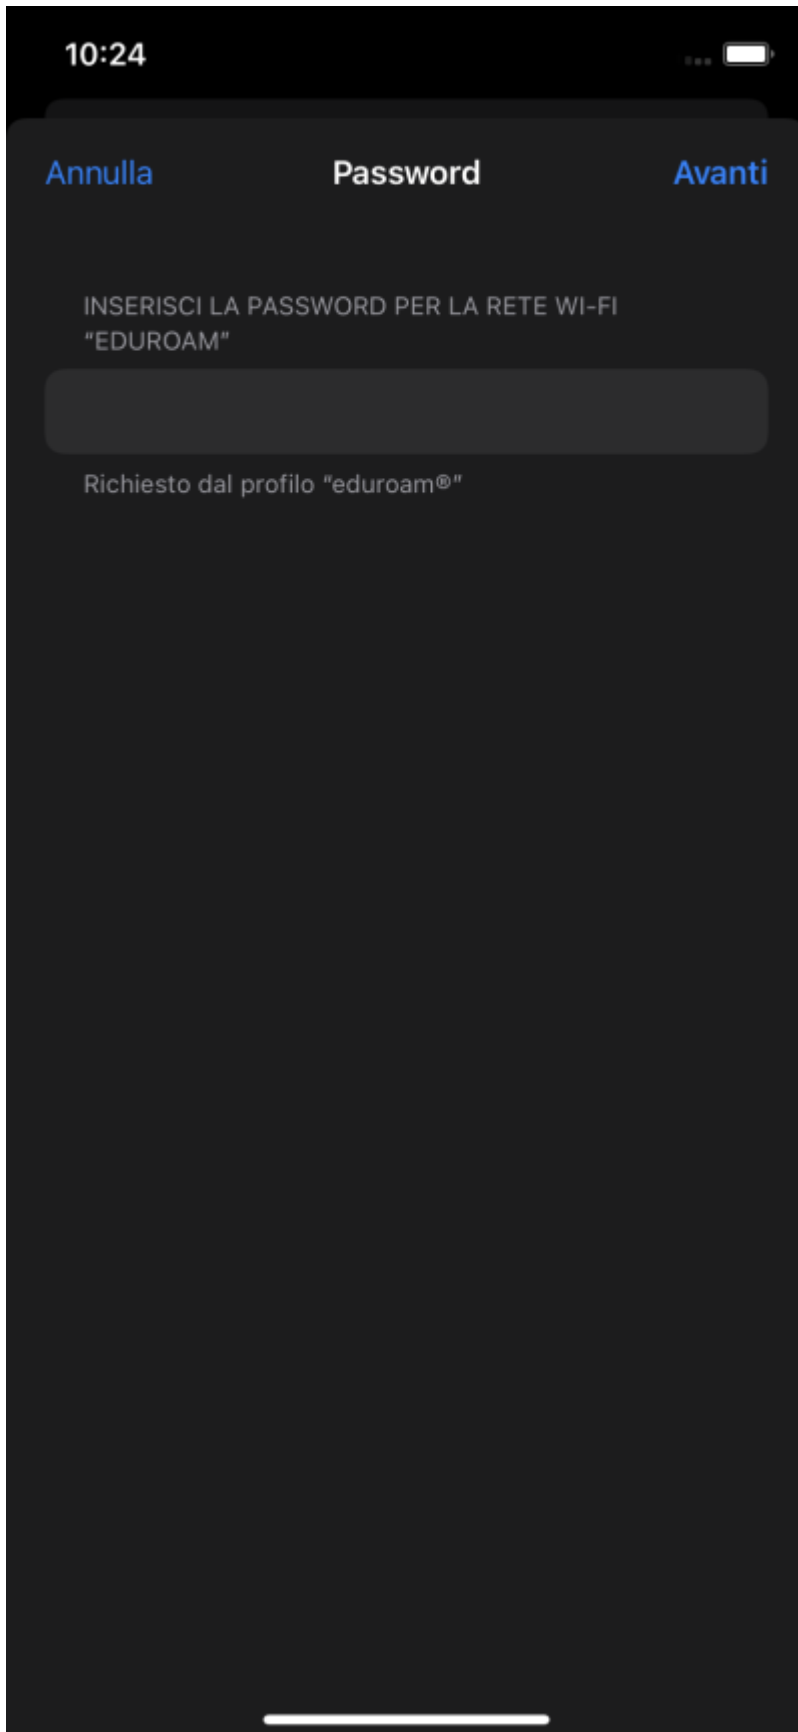 10:24
Annulla Password Avanti
INSERISCI LA PASSWORD PER LA RETE WI-FI
“EDUROAM”
Richiesto dal profilo “eduroam®”